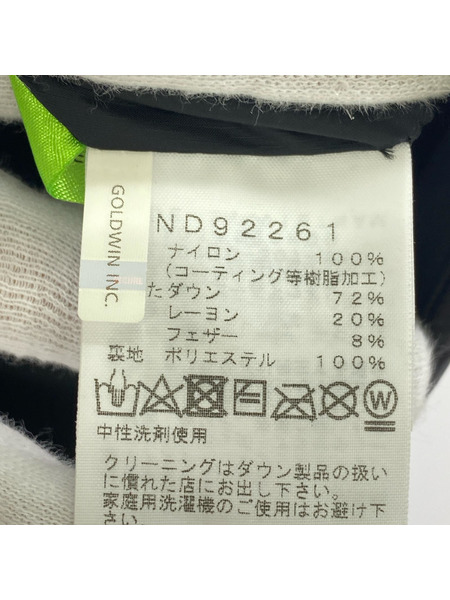 GOLDWIN INC.
ND92261
ナイロン 100%
(コーティング等樹脂加工)
たダウン 72%
レーヨン 20%
フェザー 8%
裏地 ポリエステル 100%
W
中性洗剤使用
クリーニングはダウン製品の扱い
に慣れた店にお出し下さい。
家庭用洗濯機のご使用はお避け下